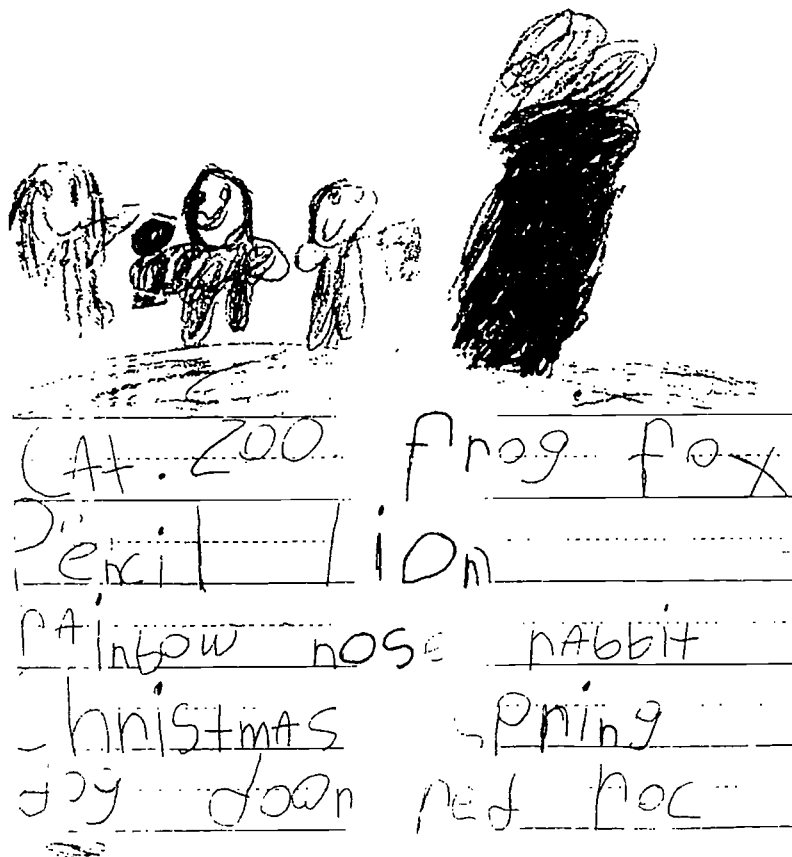 CAt. zoo frog fox
Pencil lion
rAinbow nose rAbbit
christmAs spring
joy down red roc